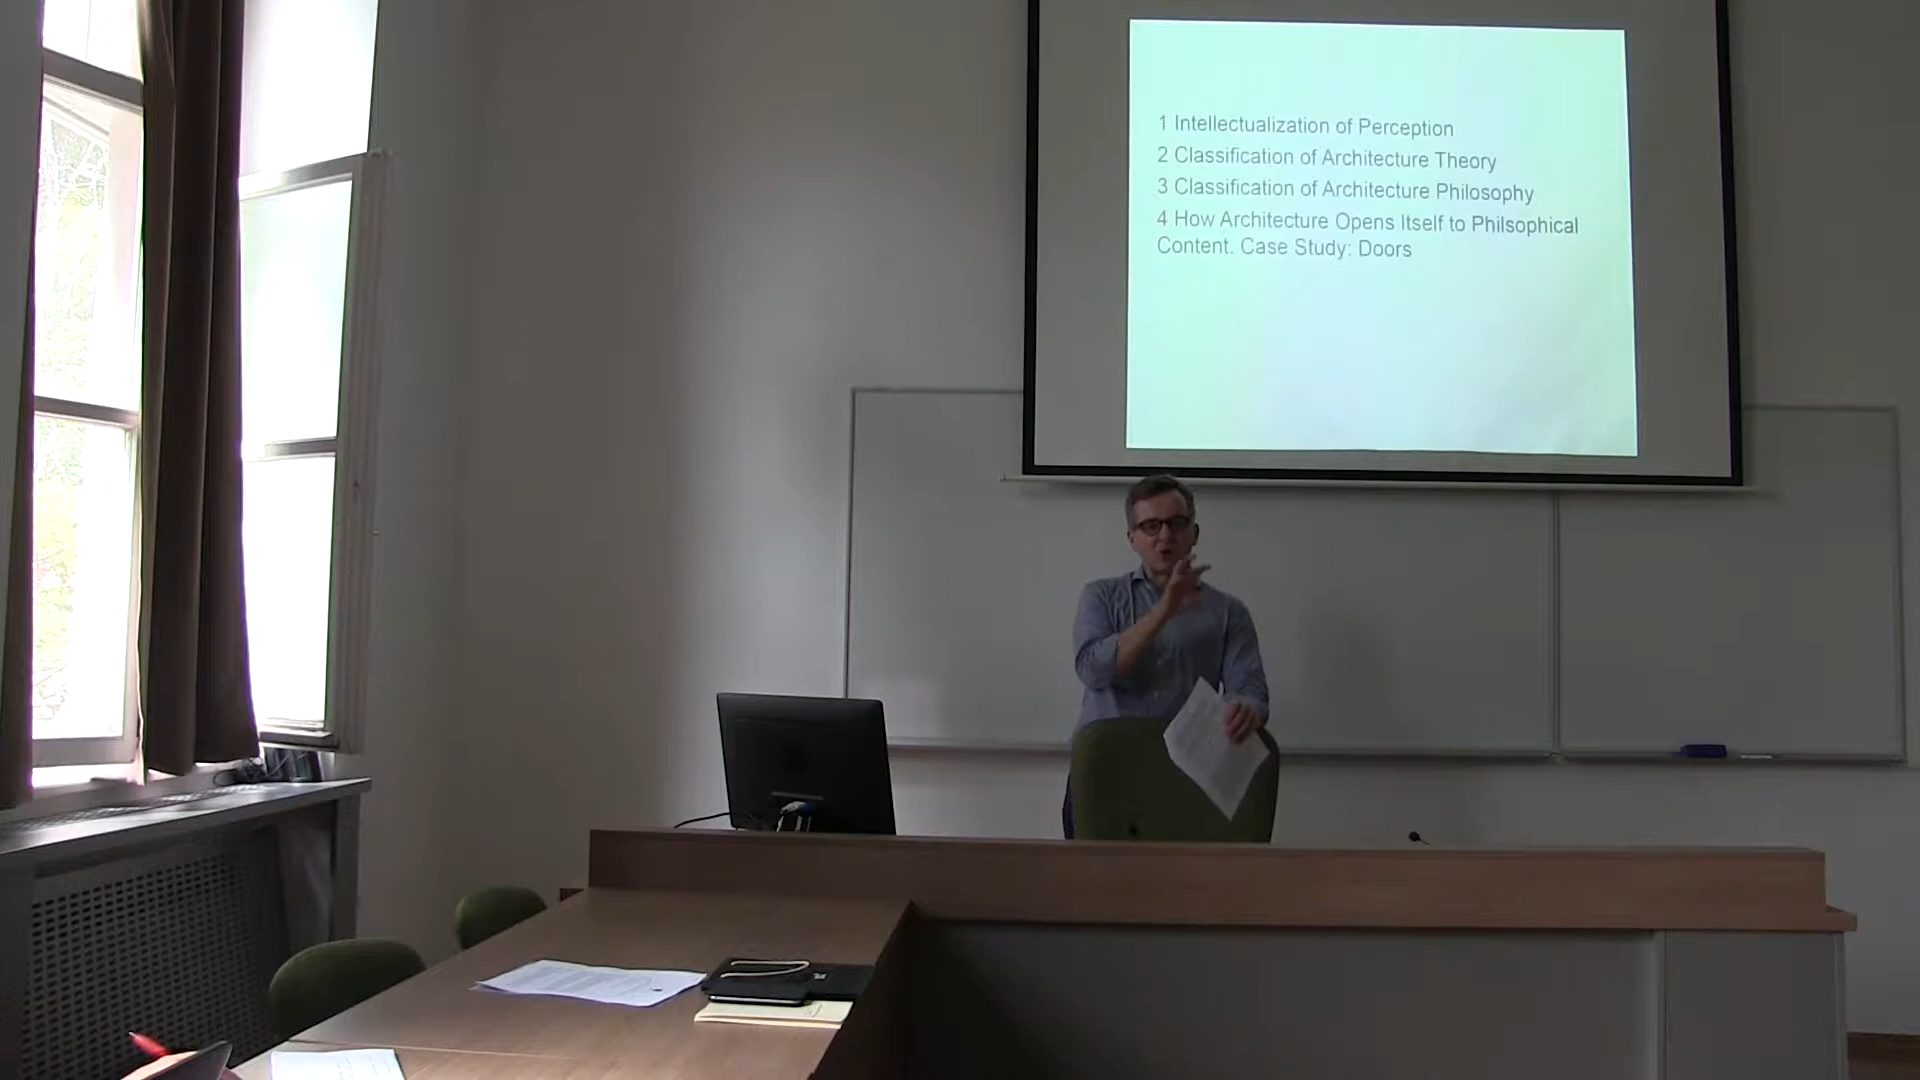 1 Intellectualization of Perception
2 Classification of Architecture Theory
3 Classification of Architecture Philosophy
4 How Architecture Opens Itself to Philsophical
Content. Case Study: Doors